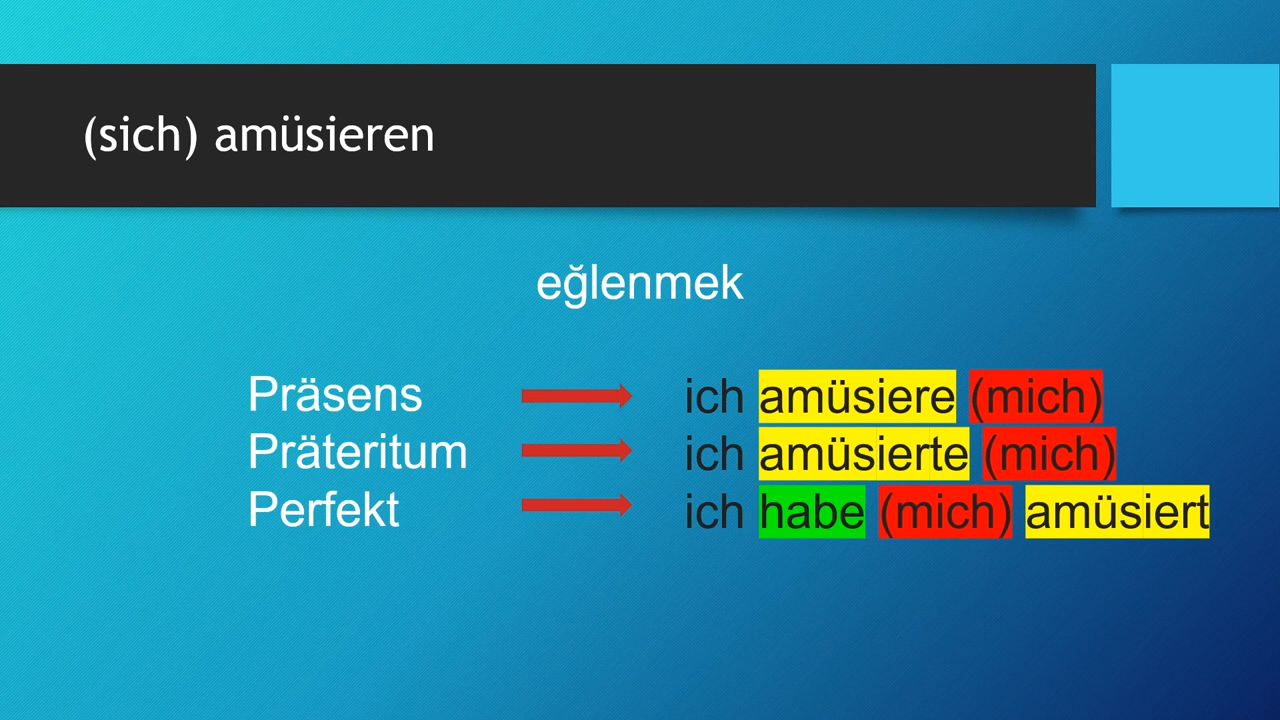 (sich) amüsieren
eğlenmek
Präsens ich amüsiere (mich)
Präteritum ich amüsierte (mich)
Perfekt ich habe (mich) amüsiert